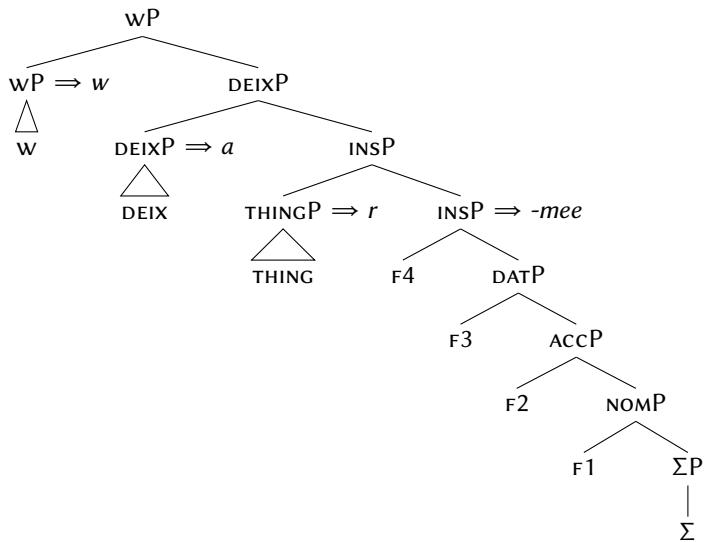 wP
wP ⇒ w DEIXP
w DEIXP ⇒ a INSP
DEIX THINGP ⇒ r INSP ⇒ -mee
THING F4 DATP
F3 ACCP
F2 NOMP
F1 ΣP
Σ